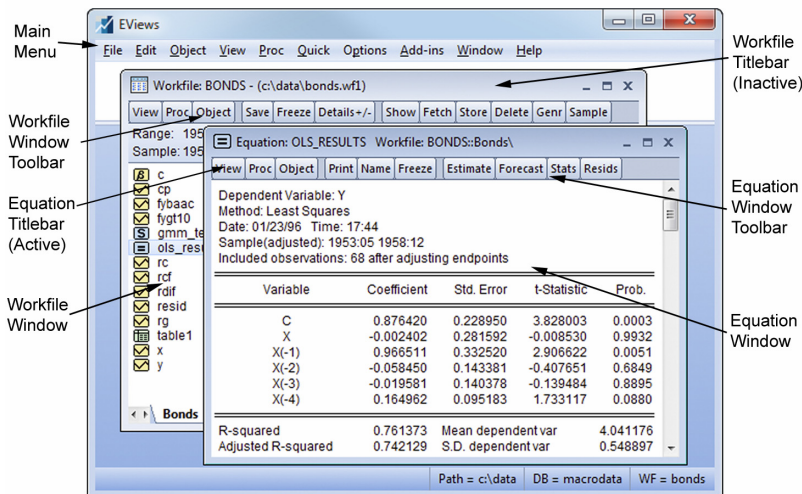 EViews
File Edit Object View Proc Quick Options Add-ins Window Help
Main
Menu
Workfile
Titlebar
(Inactive)
Workfile: BONDS - (c:\data\bonds.wf1)
View Proc Object Save Freeze Details+/- Show Fetch Store Delete Genr Sample
Workfile
Window
Toolbar
Range: 195
Sample: 195
Equation: OLS_RESULTS Workfile: BONDS::Bonds\
View Proc Object Print Name Freeze Estimate Forecast Stats Resids
Equation
Titlebar
(Active)
Equation
Window
Toolbar
c
cp
fybaac
fygt10
gmm_te
ols_resu
rc
rcf
rdif
resid
rg
table1
x
y
Workfile
Window
Equation
Window
Dependent Variable: Y
Method: Least Squares
Date: 01/23/96 Time: 17:44
Sample(adjusted): 1953:05 1958:12
Included observations: 68 after adjusting endpoints
Variable Coefficient Std. Error t-Statistic Prob.
C 0.876420 0.228950 3.828003 0.0003
X -0.002402 0.281592 -0.008530 0.9932
X(-1) 0.966511 0.332520 2.906622 0.0051
X(-2) -0.058450 0.143381 -0.407651 0.6849
X(-3) -0.019581 0.140378 -0.139484 0.8895
X(-4) 0.164962 0.095183 1.733117 0.0880
R-squared 0.761373 Mean dependent var 4.041176
Adjusted R-squared 0.742129 S.D. dependent var 0.548897
Bonds
Path = c:\data DB = macrodata WF = bonds